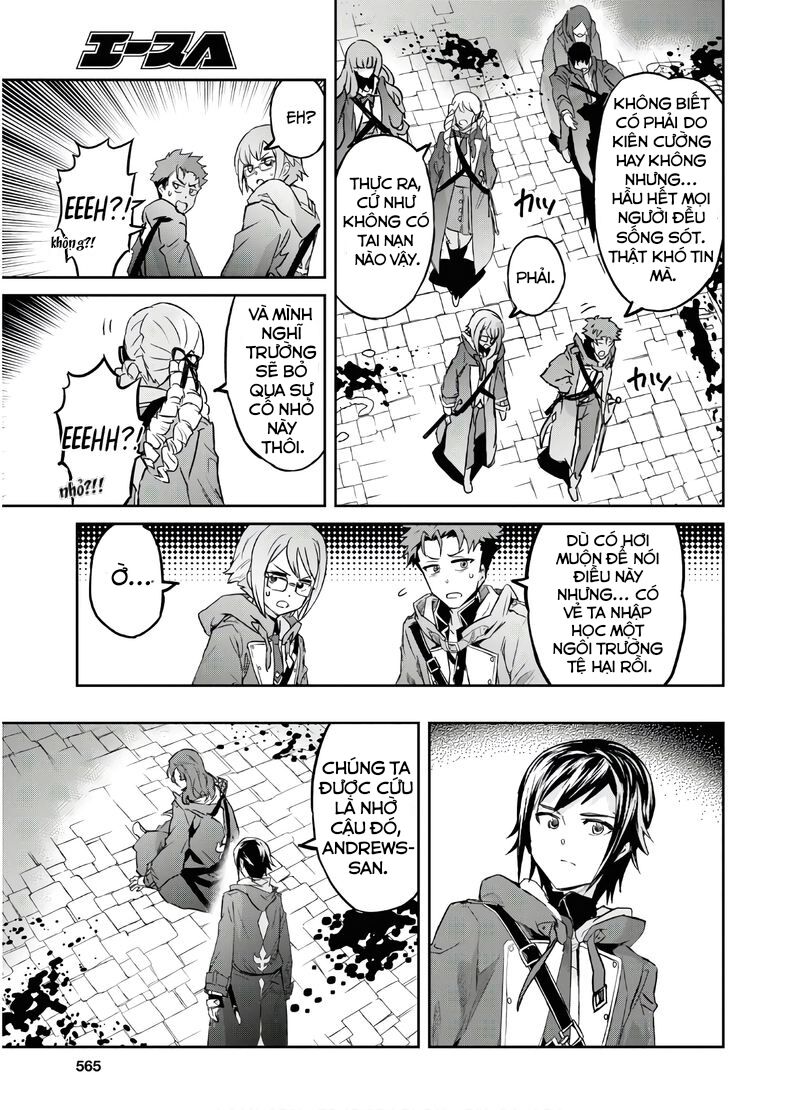 エースA
KHÔNG BIẾT
CÓ PHẢI DO
KIÊN CƯỜNG
HAY KHÔNG
NHƯNG...
HẦU HẾT MỌI
NGƯỜI ĐỀU
SỐNG SÓT.
THẬT KHÓ TIN
MÀ.
THỰC RA,
CỨ NHƯ
KHÔNG CÓ
TAI NẠN
NÀO VẬY.
カツ
PHẢI.
カツ
EH?
EEEH?!
không?!
VÀ MÌNH
NGHĨ
TRƯỜNG
SẼ BỎ
QUA SỰ
CỐ NHỎ
NÀY
THÔI.
EEEHH?!
nhỏ?!!
DÙ CÓ HƠI
MUỘN ĐỂ NÓI
ĐIỀU NÀY
NHƯNG... CÓ
VẺ TA NHẬP
HỌC MỘT
NGÔI TRƯỜNG
TỆ HẠI RỒI.
Ờ...
CHÚNG TA
ĐƯỢC CỨU
LÀ NHỜ
CẬU ĐÓ,
ANDREWS-
SAN.
565